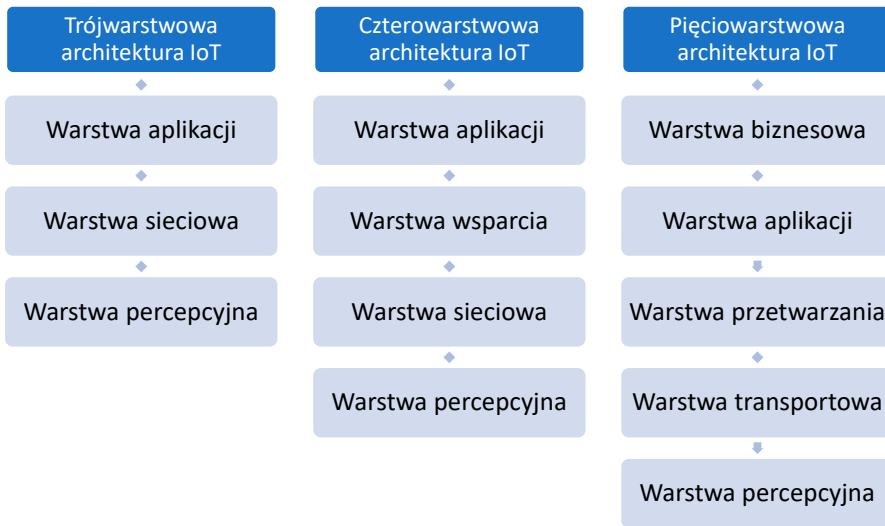 Trójwarstwowa
architektura IoT
Warstwa aplikacji
Warstwa sieciowa
Warstwa percepcyjna
Czterowarstwowa
architektura IoT
Warstwa aplikacji
Warstwa wsparcia
Warstwa sieciowa
Warstwa percepcyjna
Pięciowarstwowa
architektura IoT
Warstwa biznesowa
Warstwa aplikacji
Warstwa przetwarzania
Warstwa transportowa
Warstwa percepcyjna